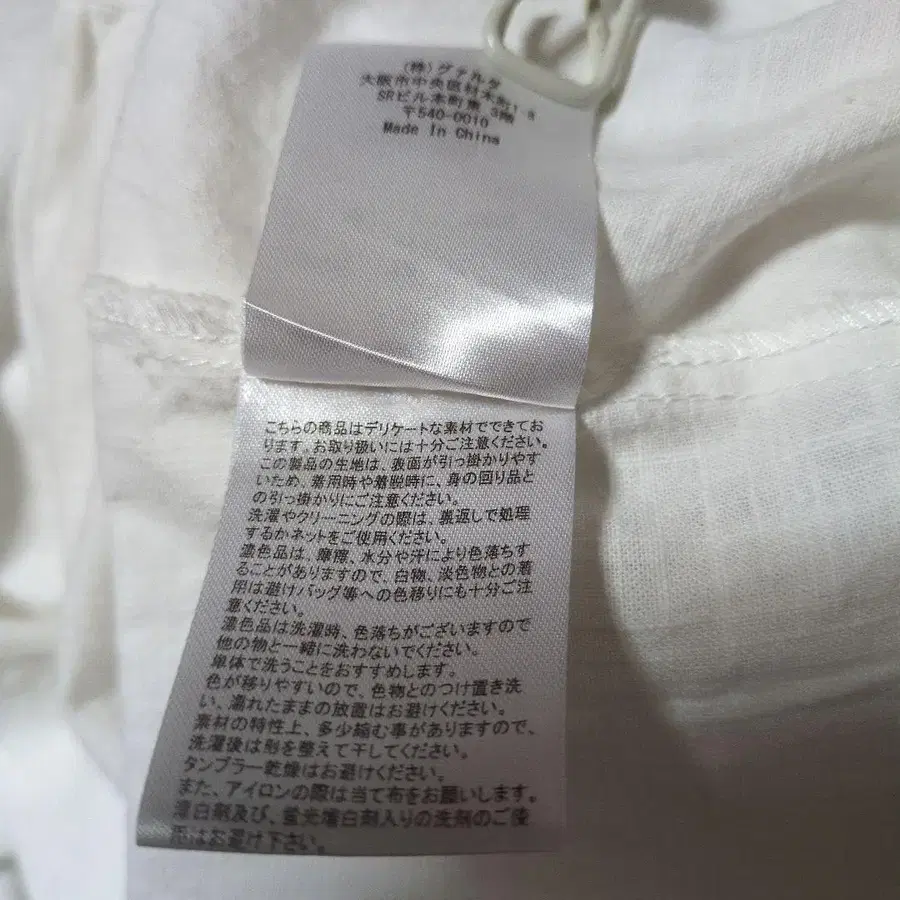 (株)ヴァルタ
大阪市中央区材木町1-8
SRビル本町東 3階
〒540-0010
Made In China
こちらの商品はデリケートな素材でできてお
ります。お取り扱いには十分ご注意ください。
この製品の生地は、表面が引っ掛かりやす
いため、着用時や着脱時に、身の回り品と
の引っ掛かりにご注意ください。
洗濯やクリーニングの際は、裏返しで処理
するかネットをご使用ください。
濃色品は、摩擦、水分や汗により色落ちす
ることがありますので、白物、淡色物との着
用は避けバッグ等への色移りにも十分ご注
意ください。
濃色品は洗濯時、色落ちがございますので
他の物と一緒に洗わないでください。
単体で洗うことをおすすめします。
色が移りやすいので、色物とのつけ置き洗
い、濡れたままの放置はお避けください。
素材の特性上、多少縮む事がありますので、
洗濯後は形を整えて干してください。
タンブラー乾燥はお避けください。
また、アイロンの際は当て布をお願いします。
漂白剤及び、蛍光増白剤入りの洗剤のご使
用はお避け下さい。